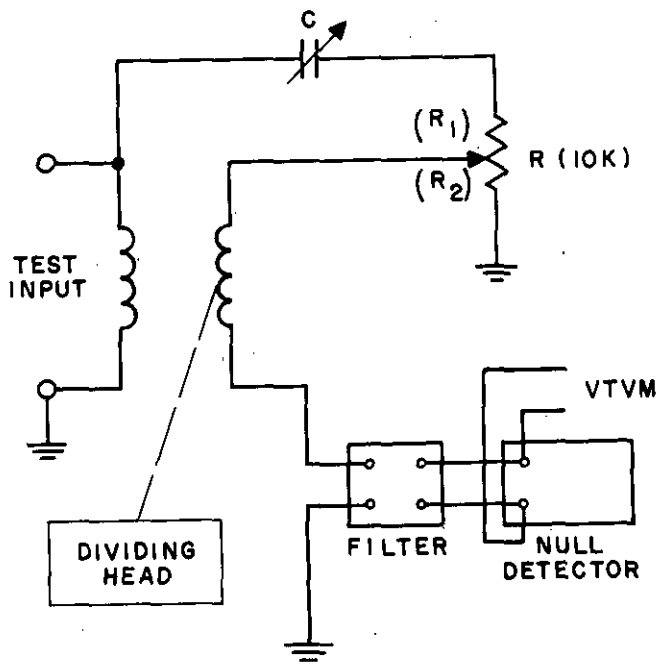 C
(R1)
R (10K)
(R2)
TEST
INPUT
VTVM
DIVIDING
HEAD
FILTER
NULL
DETECTOR